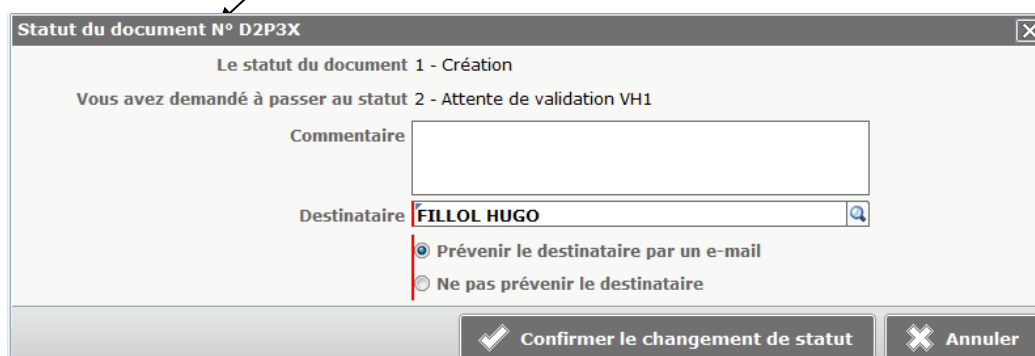 Statut du document N° D2P3X
Le statut du document 1 - Création
Vous avez demandé à passer au statut 2 - Attente de validation VH1
Commentaire
Destinataire FILLOL HUGO
Prévenir le destinataire par un e-mail
Ne pas prévenir le destinataire
Confirmer le changement de statut Annuler